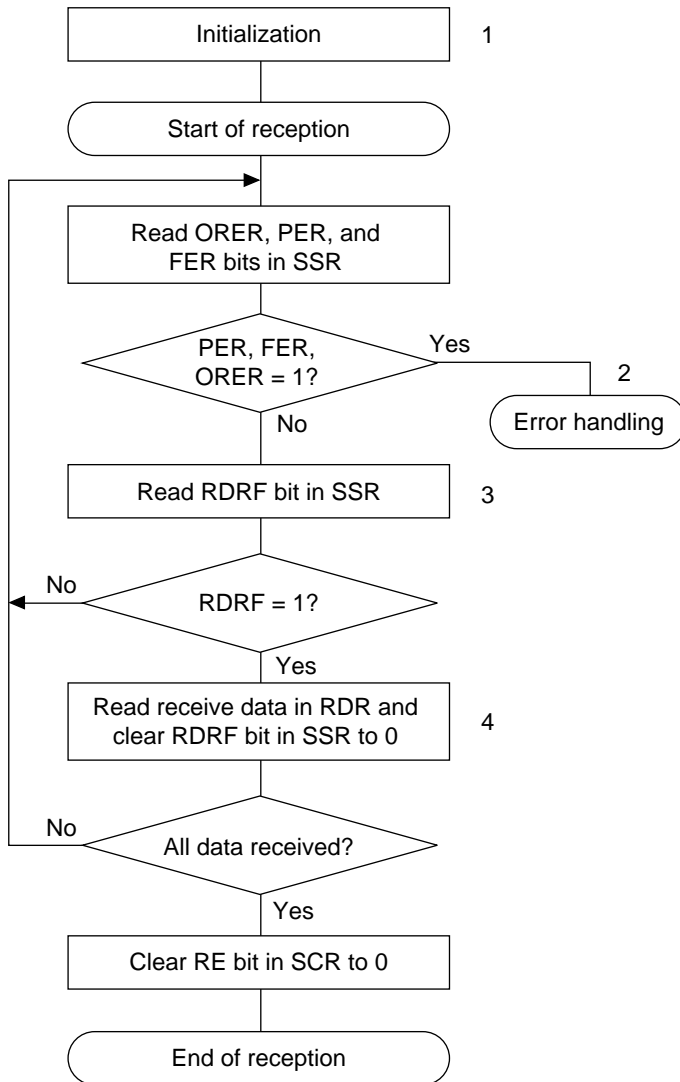 Initialization
1
Start of reception
Read ORER, PER, and
FER bits in SSR
PER, FER,
ORER = 1?
Yes
2
Error handling
No
Read RDRF bit in SSR
3
No
RDRF = 1?
Yes
Read receive data in RDR and
clear RDRF bit in SSR to 0
4
No
All data received?
Yes
Clear RE bit in SCR to 0
End of reception